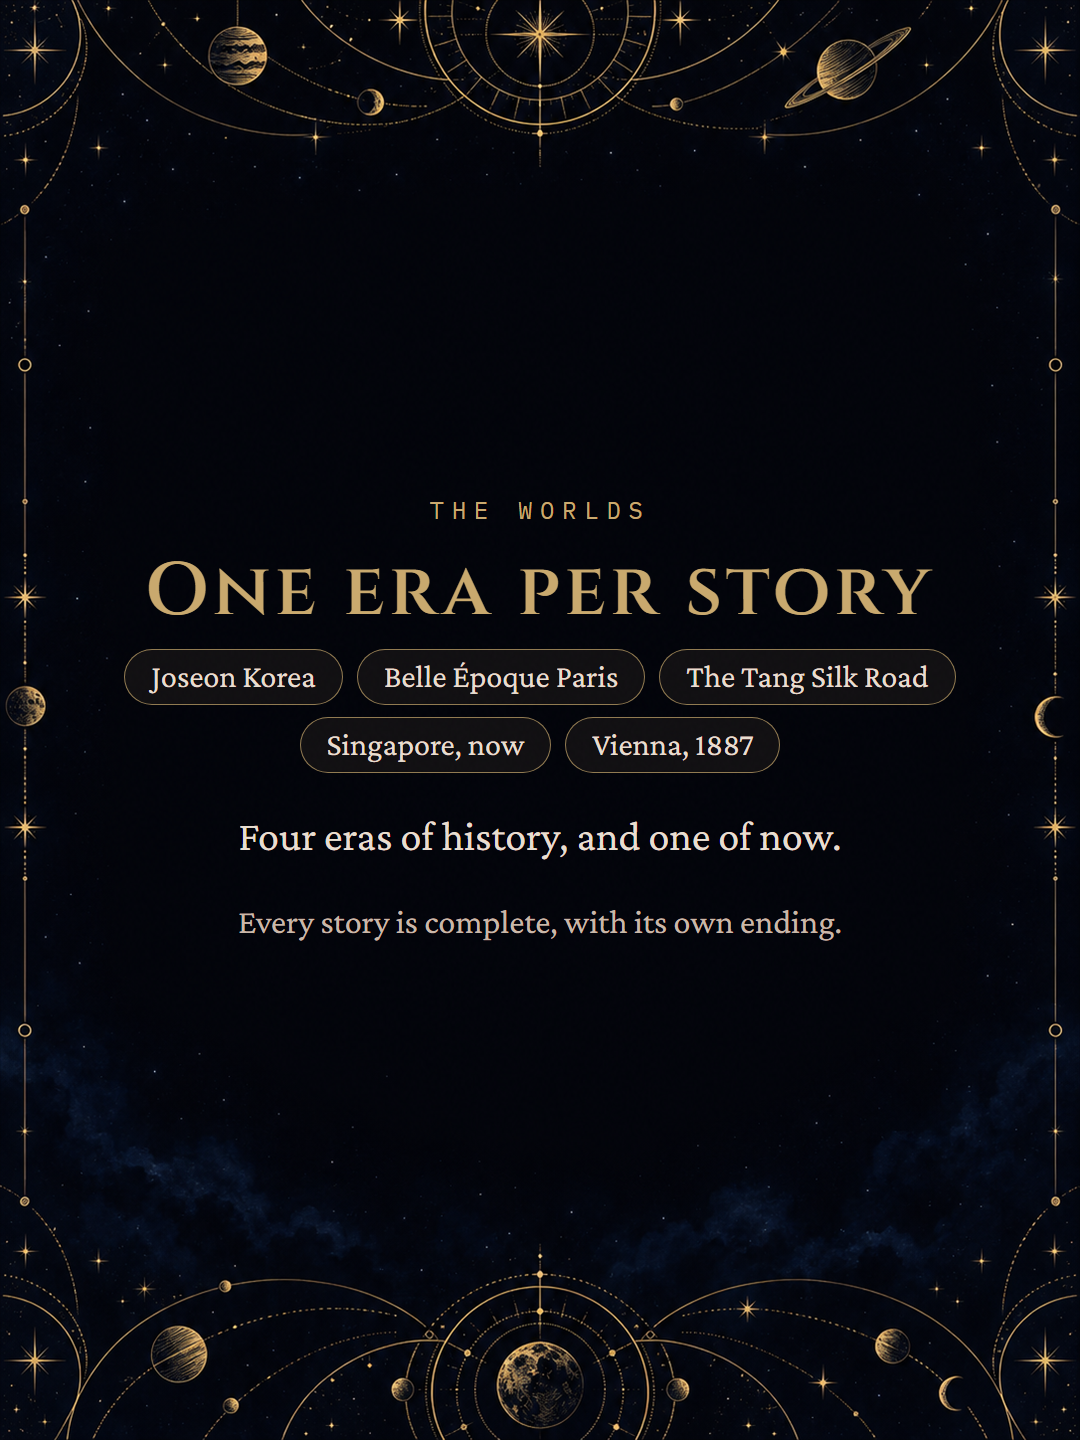 THE WORLDS
ONE ERA PER STORY
Joseon Korea Belle Époque Paris The Tang Silk Road
Singapore, now Vienna, 1887
Four eras of history, and one of now.
Every story is complete, with its own ending.